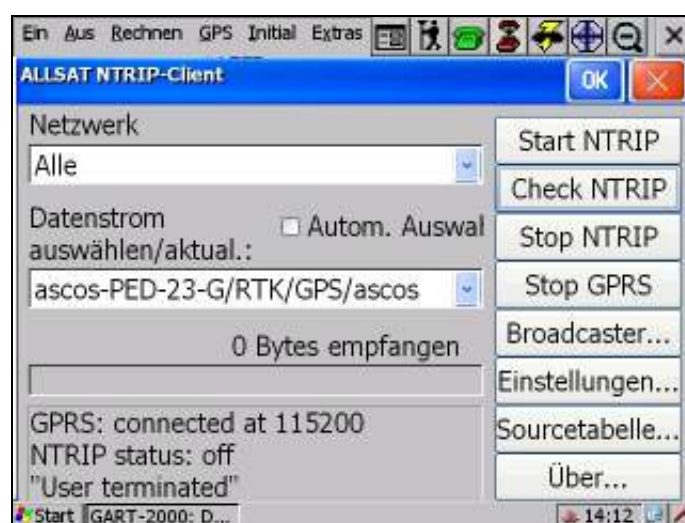 Ein Aus Rechnen GPS Initial Extras
ALLSAT NTRIP-Client OK
Netzwerk
Alle
Datenstrom
auswählen/aktual.:
Autom. Auswal
ascos-PED-23-G/RTK/GPS/ascos
0 Bytes empfangen
GPRS: connected at 115200
NTRIP status: off
"User terminated"
Start NTRIP
Check NTRIP
Stop NTRIP
Stop GPRS
Broadcaster...
Einstellungen...
Sourcetabelle...
Über...
Start GART-2000: D... 14:12